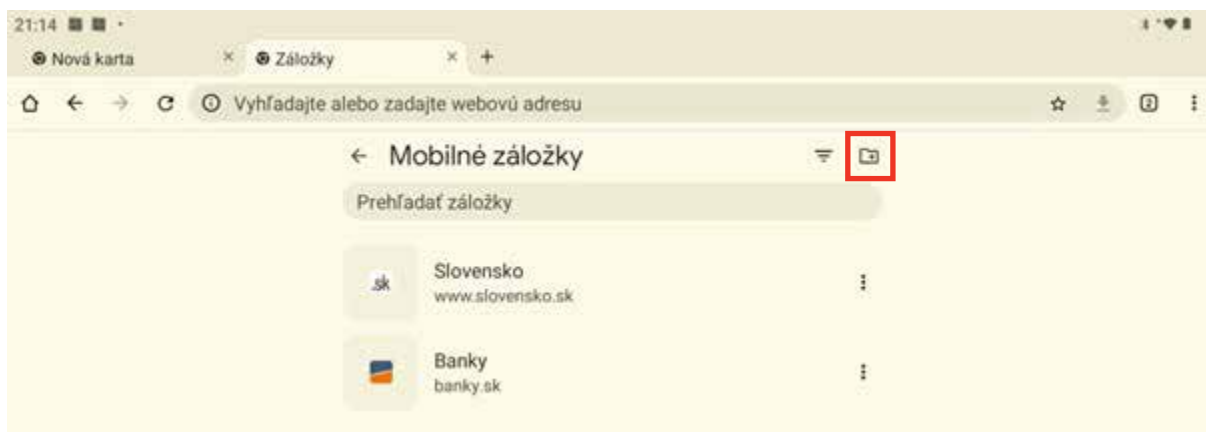 21:14
Nová karta
Záložky
Vyhľadajte alebo zadajte webovú adresu
2
Mobilné záložky
Prehľadať záložky
.sk
Slovensko
www.slovensko.sk
Banky
banky.sk